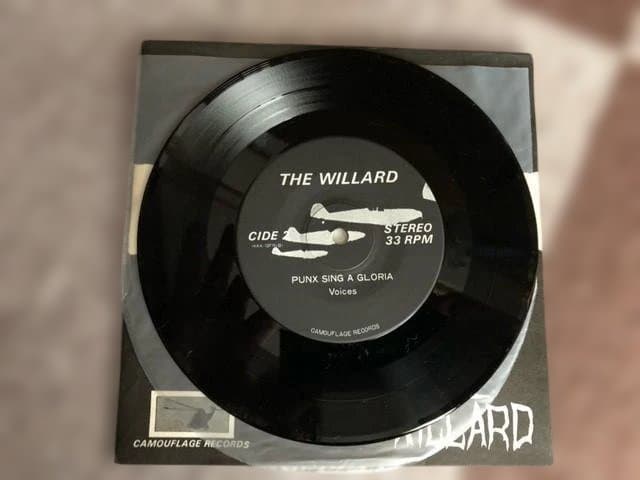 THE WILLARD
CIDE 2
STEREO
33 RPM
PUNX SING A GLORIA
Voices
CAMOUFLAGE RECORDS
CAMOUFLAGE RECORDS
WILLARD